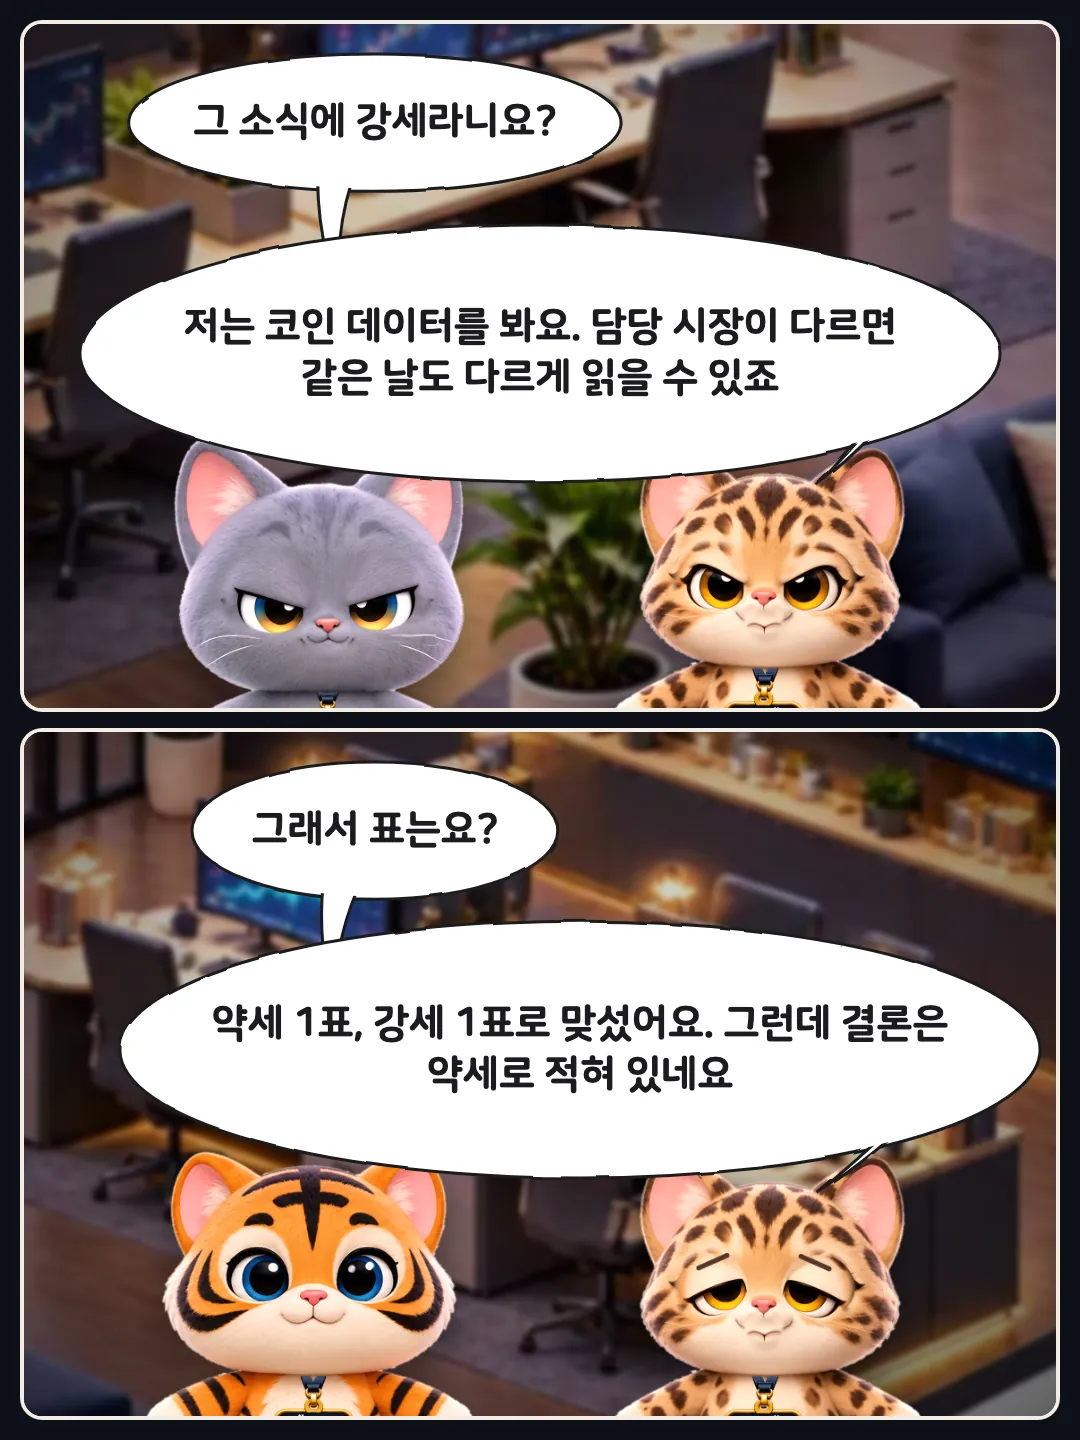 그 소식에 강세라니요?
저는 코인 데이터를 봐요. 담당 시장이 다르면
같은 날도 다르게 읽을 수 있죠
그래서 표는요?
약세 1표, 강세 1표로 맞섰어요. 그런데 결론은
약세로 적혀 있네요